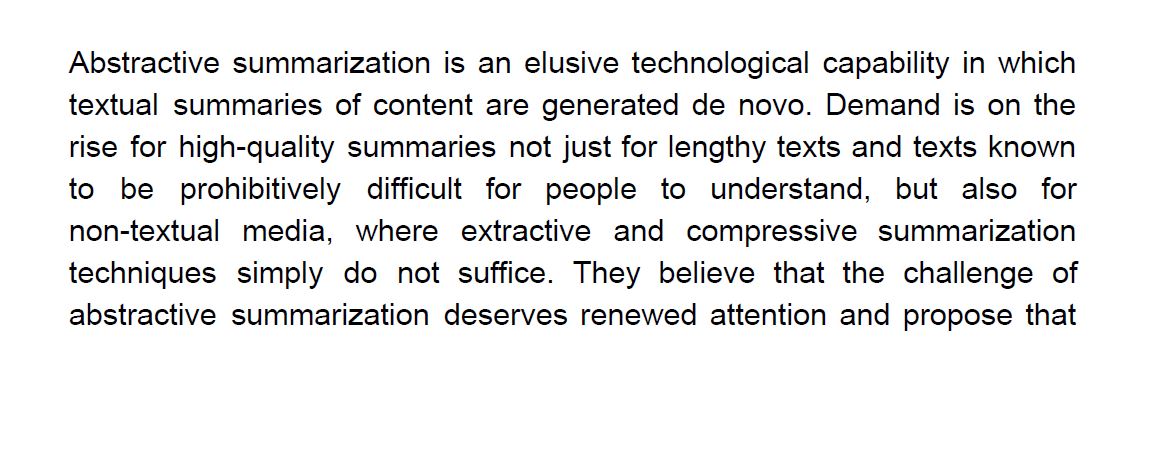 Abstractive summarization is an elusive technological capability in which
textual summaries of content are generated de novo. Demand is on the
rise for high-quality summaries not just for lengthy texts and texts known
to be prohibitively difficult for people to understand, but also for
non-textual media, where extractive and compressive summarization
techniques simply do not suffice. They believe that the challenge of
abstractive summarization deserves renewed attention and propose that